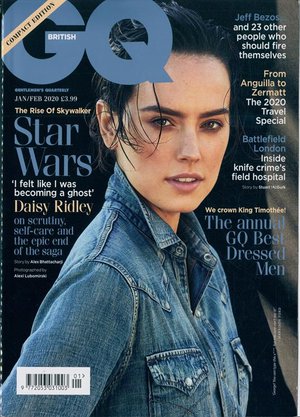 COMPACT EDITION
GQ
BRITISH
GENTLEMEN'S QUARTERLY
JAN/FEB 2020 £3.99
The Rise Of Skywalker
Star
Wars
'I felt like I was
becoming a ghost'
Daisy Ridley
on scrutiny,
self-care and
the epic end
of the saga
Story by Alex Bhattacharji
Photographed by
Alexi Lubomirski
Jeff Bezos
and 23 other
people who
should fire
themselves
From
Anguilla to
Zermatt
The 2020
Travel
Special
Battlefield
London
Inside
knife crime's
field hospital
Story by Stuart McGurk
We crown King Timothée!
The annual
GQ Best
Dressed
Men
01
9 772053 031003